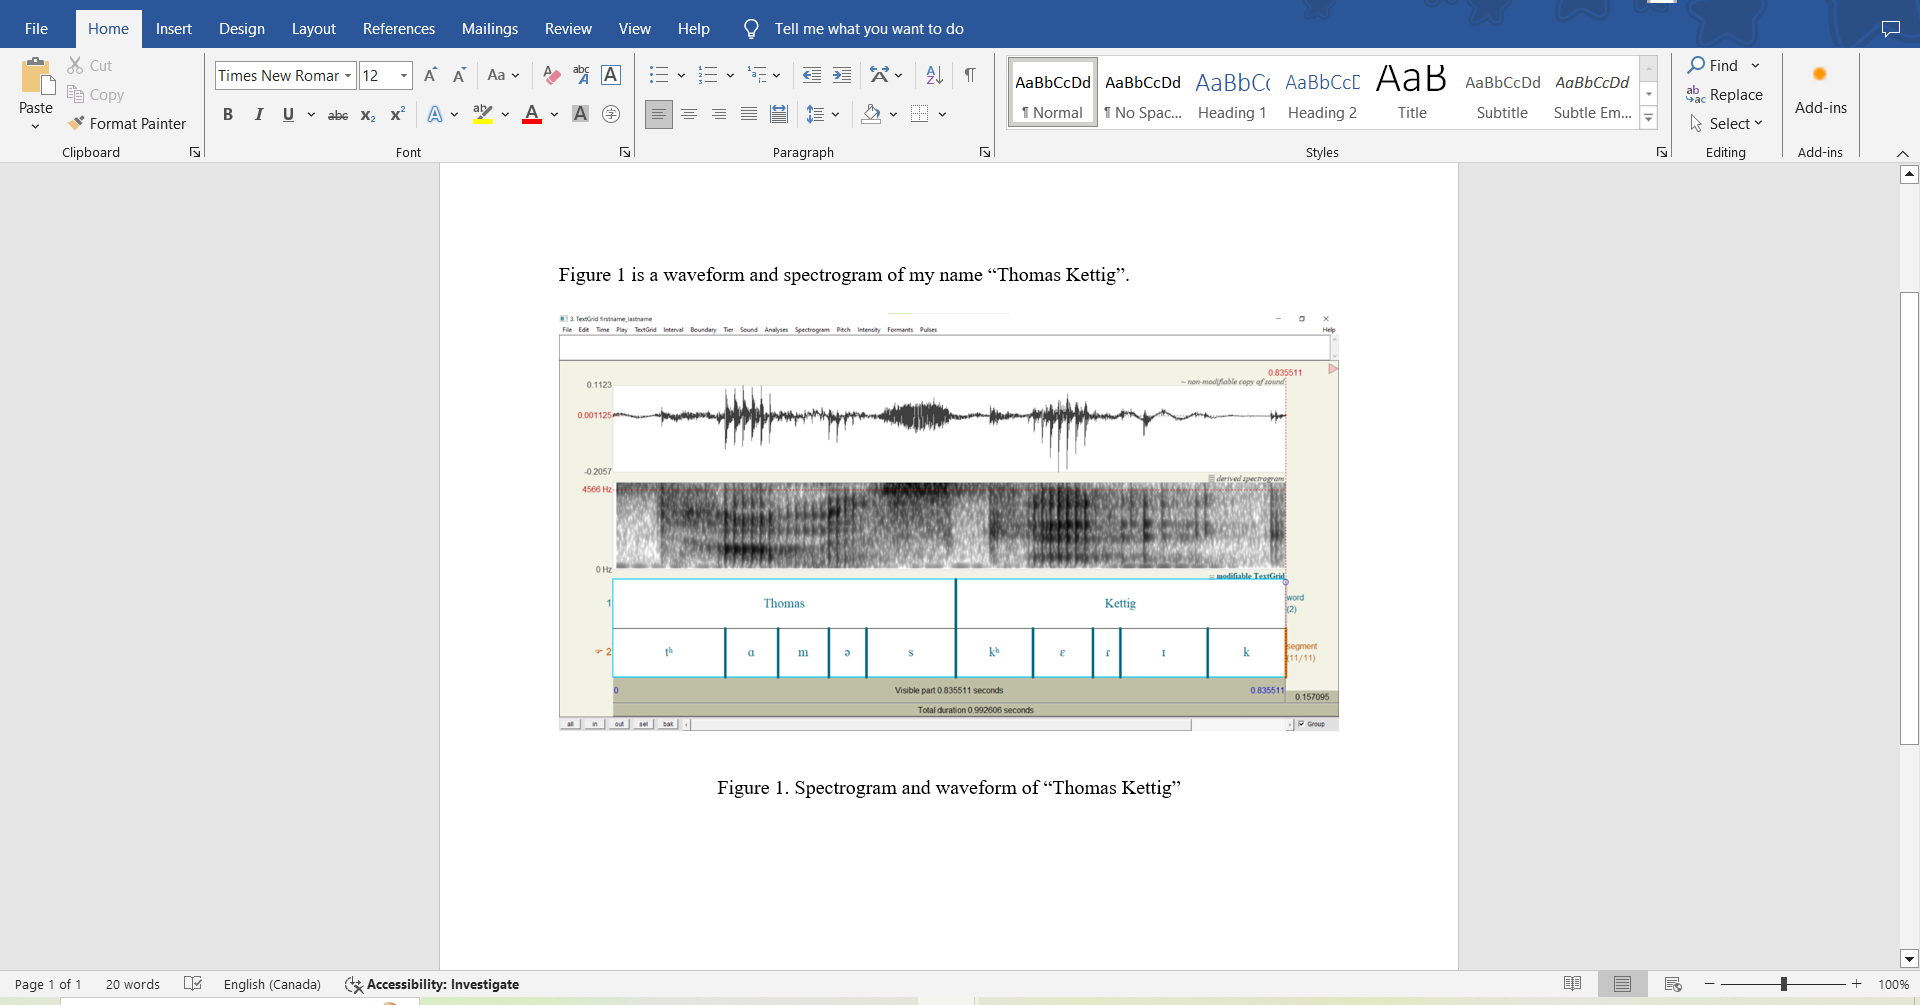 File Home Insert Design Layout References Mailings Review View Help Tell me what you want to do
Paste
Cut
Copy
Format Painter
Clipboard
Times New Romar 12 Aa
Font
Paragraph
AaBbCcDd AaBbCcDd AaBbCc AaBbCcD AaB AaBbCcDd AaBbCcDd
¶ Normal ¶ No Spac... Heading 1 Heading 2 Title Subtitle Subtle Em...
Styles
Find
Replace
Select
Editing
Add-ins
Add-ins
Figure 1 is a waveform and spectrogram of my name “Thomas Kettig”.
3. TextGrid firstname_lastname
File Edit Time Play TextGrid Interval Boundary Tier Sound Analyses Spectrogram Pitch Intensity Formants Pulses Help
0.835511
~ non-modifiable copy of sound
0.1123
0.001125
-0.2057
derived spectrogram
4566 Hz
0 Hz
modifiable TextGrid
1 Thomas Kettig word (2)
2 tʰ ɑ m ə s kʰ ɛ ɾ ɪ k segment (11/11)
0 Visible part 0.835511 seconds 0.835511 0.157095
Total duration 0.992606 seconds
all in out sel bak Group
Figure 1. Spectrogram and waveform of “Thomas Kettig”
Page 1 of 1 20 words English (Canada) Accessibility: Investigate 100%